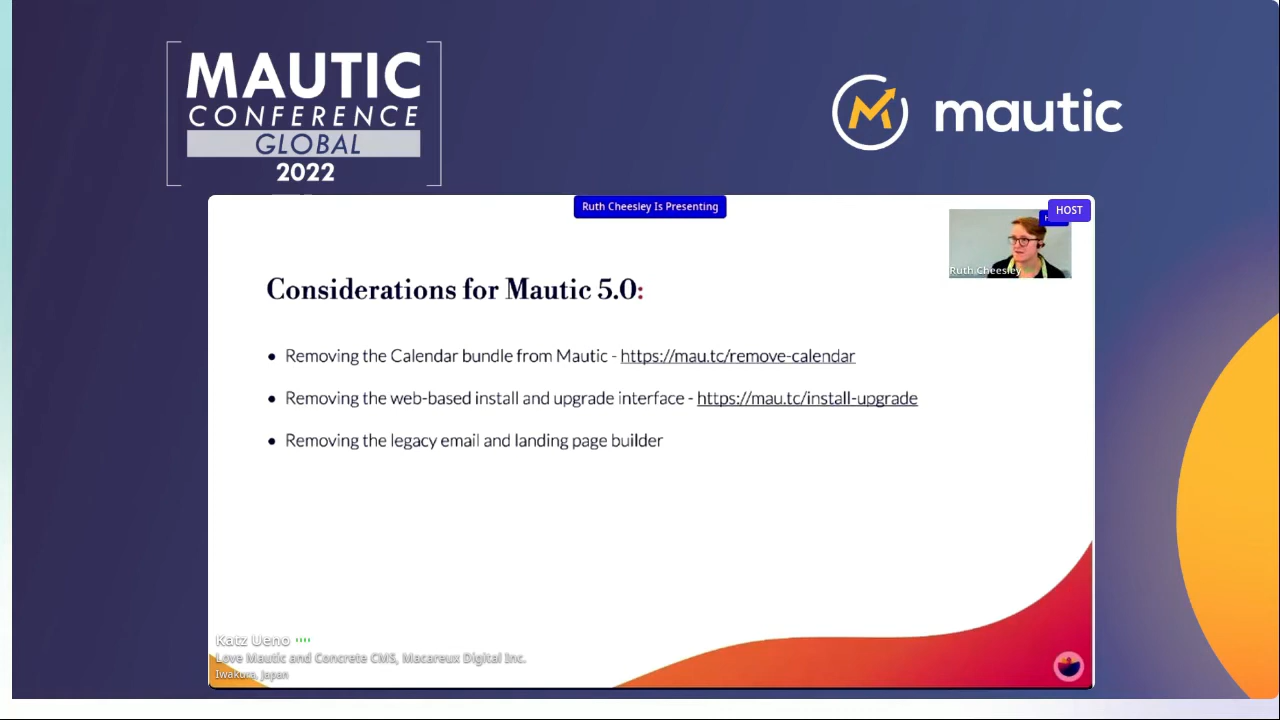 MAUTIC
CONFERENCE
GLOBAL
2022
mautic
Ruth Cheesley Is Presenting
HOST
Ruth Cheesley
Considerations for Mautic 5.0:
• Removing the Calendar bundle from Mautic - https://mau.tc/remove-calendar
• Removing the web-based install and upgrade interface - https://mau.tc/install-upgrade
• Removing the legacy email and landing page builder
Katz Ueno
Love Mautic and Concrete CMS, Macareux Digital Inc.
Iwakura, Japan